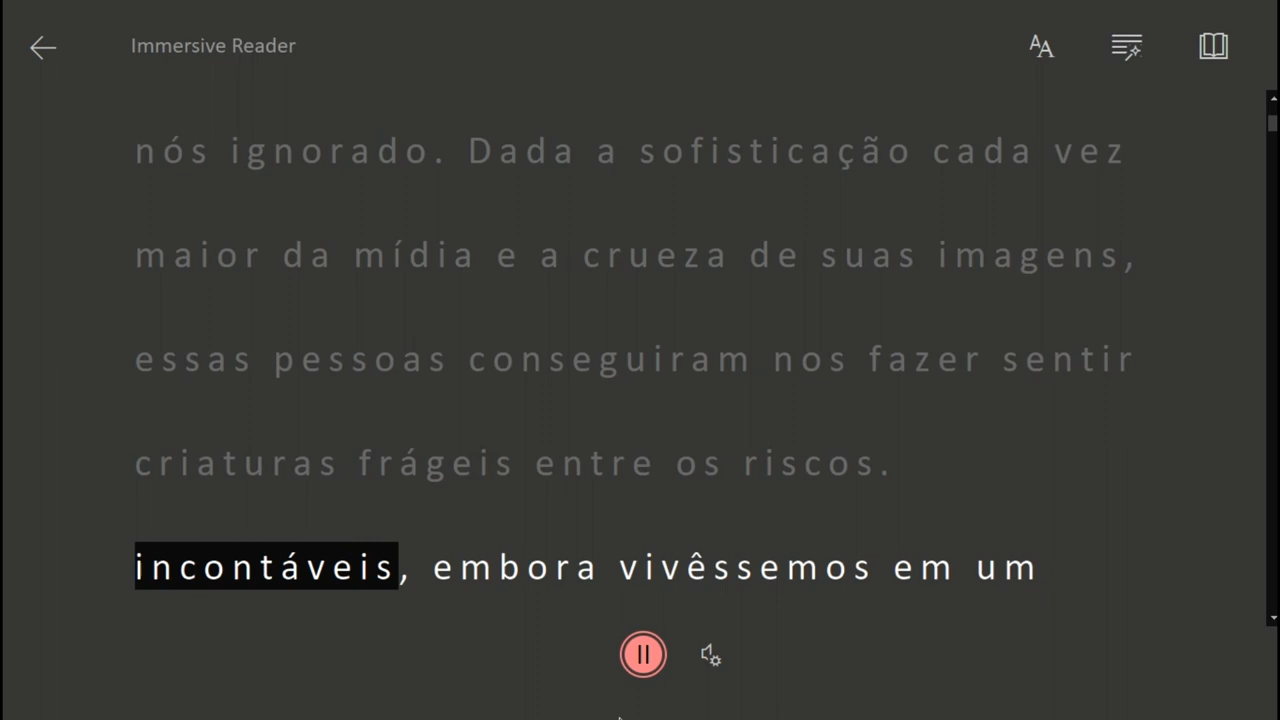 Immersive Reader
nós ignorado. Dada a sofisticação cada vez
maior da mídia e a crueza de suas imagens,
essas pessoas conseguiram nos fazer sentir
criaturas frágeis entre os riscos.
incontáveis, embora vivêssemos em um